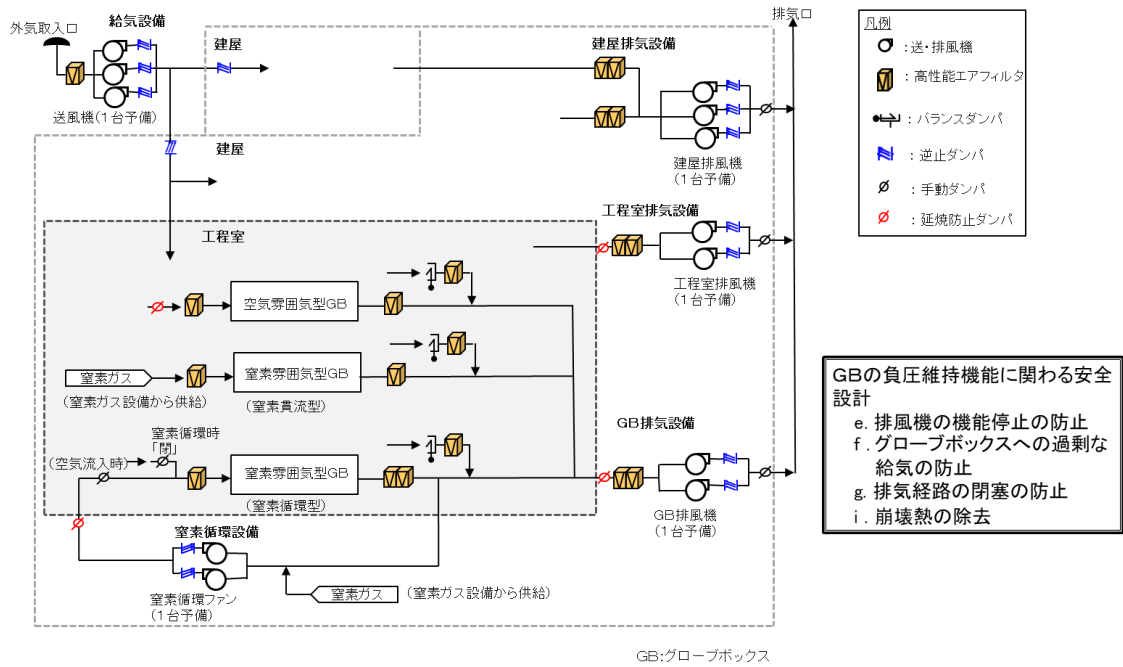 外気取入口
給気設備
送風機(1台予備)
建屋
建屋
建屋排気設備
建屋排風機
(1台予備)
排気口
凡例
:送・排風機
:高性能エアフィルタ
:バランスダンパ
:逆止ダンパ
:手動ダンパ
:延焼防止ダンパ
工程室排気設備
工程室排風機
(1台予備)
工程室
空気雰囲気型GB
窒素ガス
(窒素ガス設備から供給)
窒素雰囲気型GB
(窒素貫流型)
窒素循環時
「閉」
(空気流入時)
窒素雰囲気型GB
(窒素循環型)
GB排気設備
GB排風機
(1台予備)
窒素循環設備
窒素循環ファン
(1台予備)
窒素ガス
(窒素ガス設備から供給)
GBの負圧維持機能に関わる安全
設計
e. 排風機の機能停止の防止
f. グローブボックスへの過剰な
給気の防止
g. 排気経路の閉塞の防止
i. 崩壊熱の除去
GB:グローブボックス